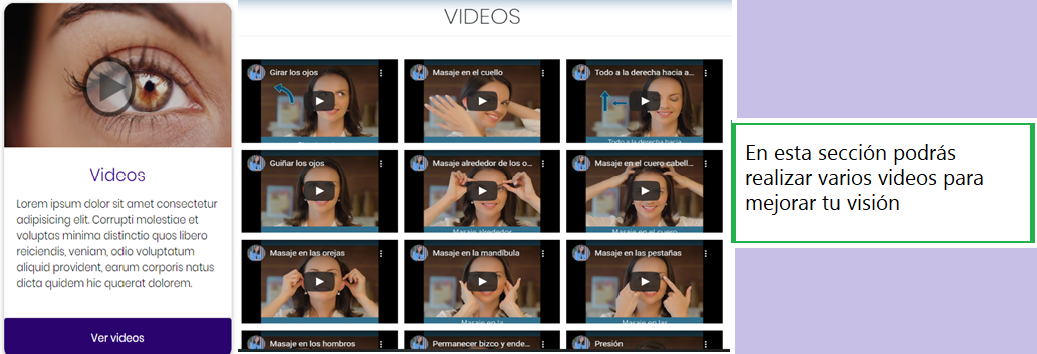 Videos
Lorem ipsum dolor sit amet consectetur
adipisicing elit. Corrupti molestiae et
voluptas minima distinctio quos libero
reiciendis, veniam, odio voluptatum
aliquid provident, earum corporis natus
dicta quidem hic quaerat dolorem.
Ver videos
VIDEOS
Girar los ojos
Masaje en el cuello
Todo a la derecha hacia a...
Todo a la derecha hacia
Guiñar los ojos
Masaje alrededor de los o...
Masaje en el cuero cabell...
Masaje alrededor
Masaje en el cuero
Masaje en las orejas
Masaje en la mandíbula
Masaje en las pestañas
Masaje en la
Masaje en las
Masaje en los hombros
Permanecer bizco y ende...
Presión
En esta sección podrás
realizar varios videos para
mejorar tu visión